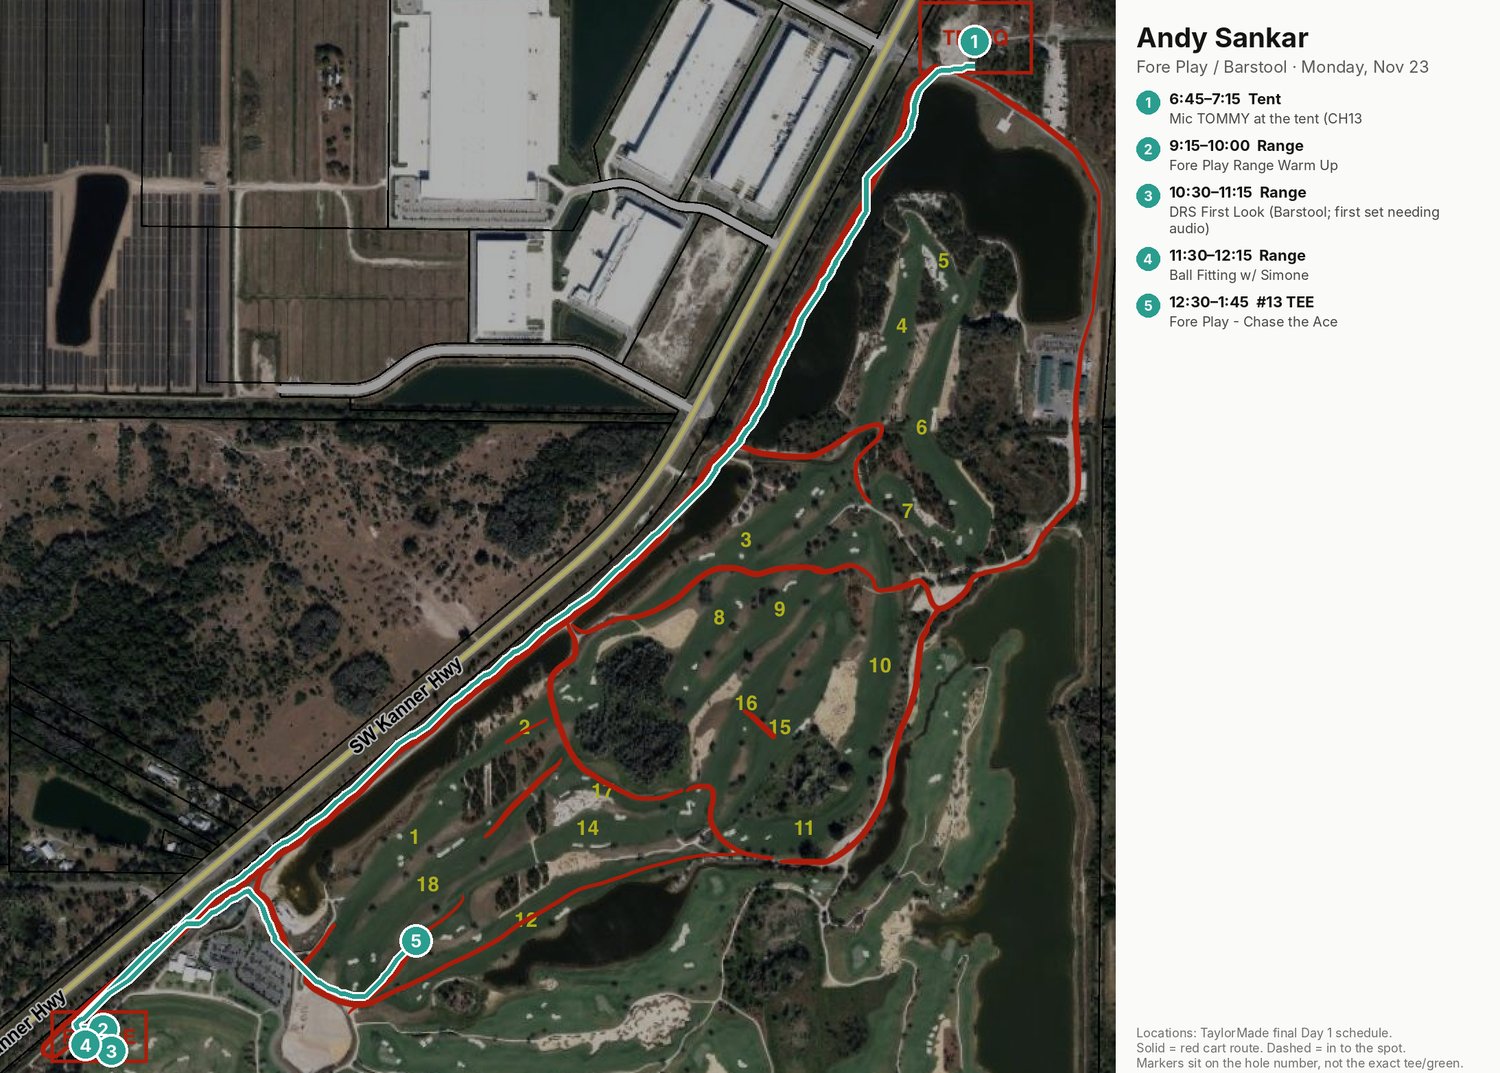 Andy Sankar
Fore Play / Barstool · Monday, Nov 23
1 6:45–7:15 Tent
Mic TOMMY at the tent (CH13
2 9:15–10:00 Range
Fore Play Range Warm Up
3 10:30–11:15 Range
DRS First Look (Barstool; first set needing
audio)
4 11:30–12:15 Range
Ball Fitting w/ Simone
5 12:30–1:45 #13 TEE
Fore Play - Chase the Ace
1
5
4
6
7
3
8
9
10
16
15
2
17
14
11
1
18
12
5
SW Kanner Hwy
nner Hwy
2
4
3
Locations: TaylorMade final Day 1 schedule.
Solid = red cart route. Dashed = in to the spot.
Markers sit on the hole number, not the exact tee/green.